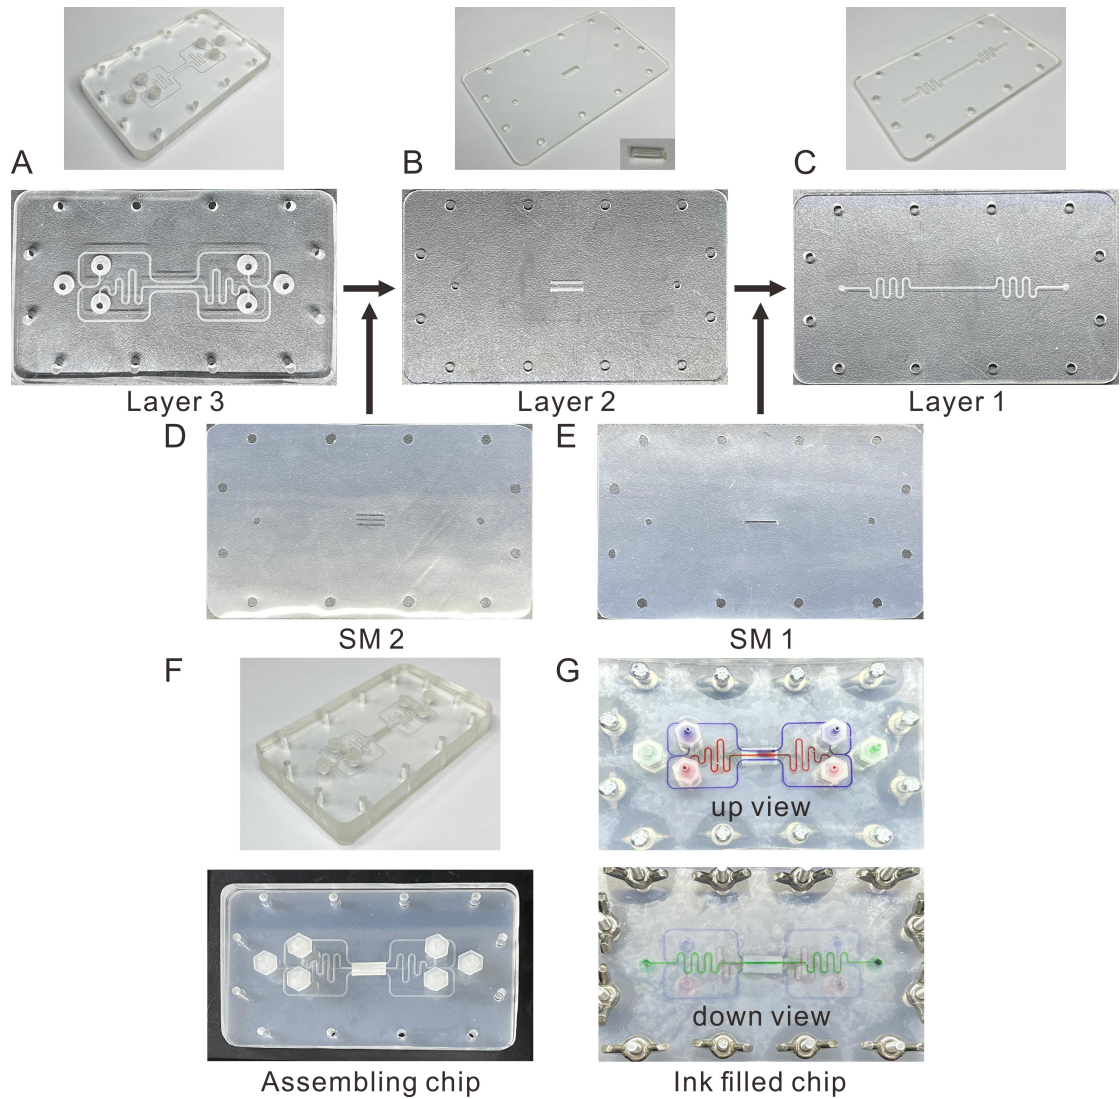 A
B
C
Layer 3
Layer 2
Layer 1
D
E
SM 2
SM 1
F
G
up view
down view
Assembling chip
Ink filled chip